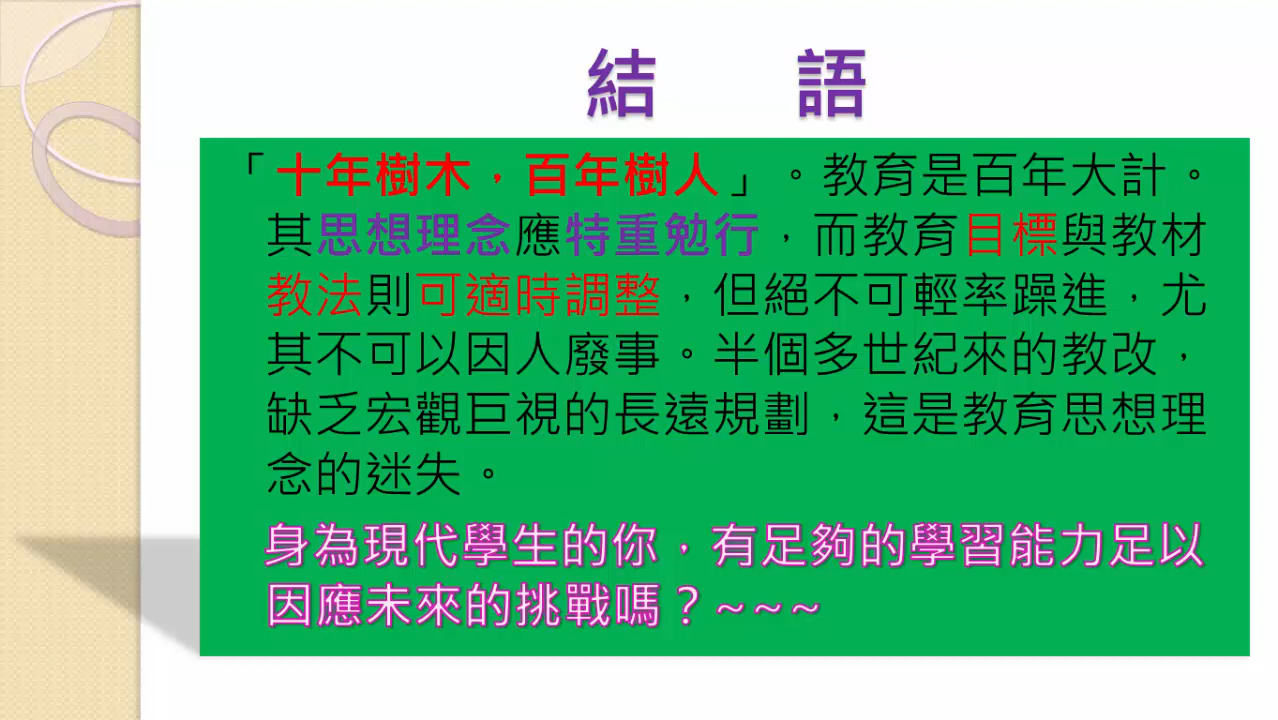 結　　語
「十年樹木，百年樹人」。教育是百年大計。
其思想理念應特重勉行，而教育目標與教材
教法則可適時調整，但絕不可輕率躁進，尤
其不可以因人廢事。半個多世紀來的教改，
缺乏宏觀巨視的長遠規劃，這是教育思想理
念的迷失。
身為現代學生的你，有足夠的學習能力足以
因應未來的挑戰嗎？~~~